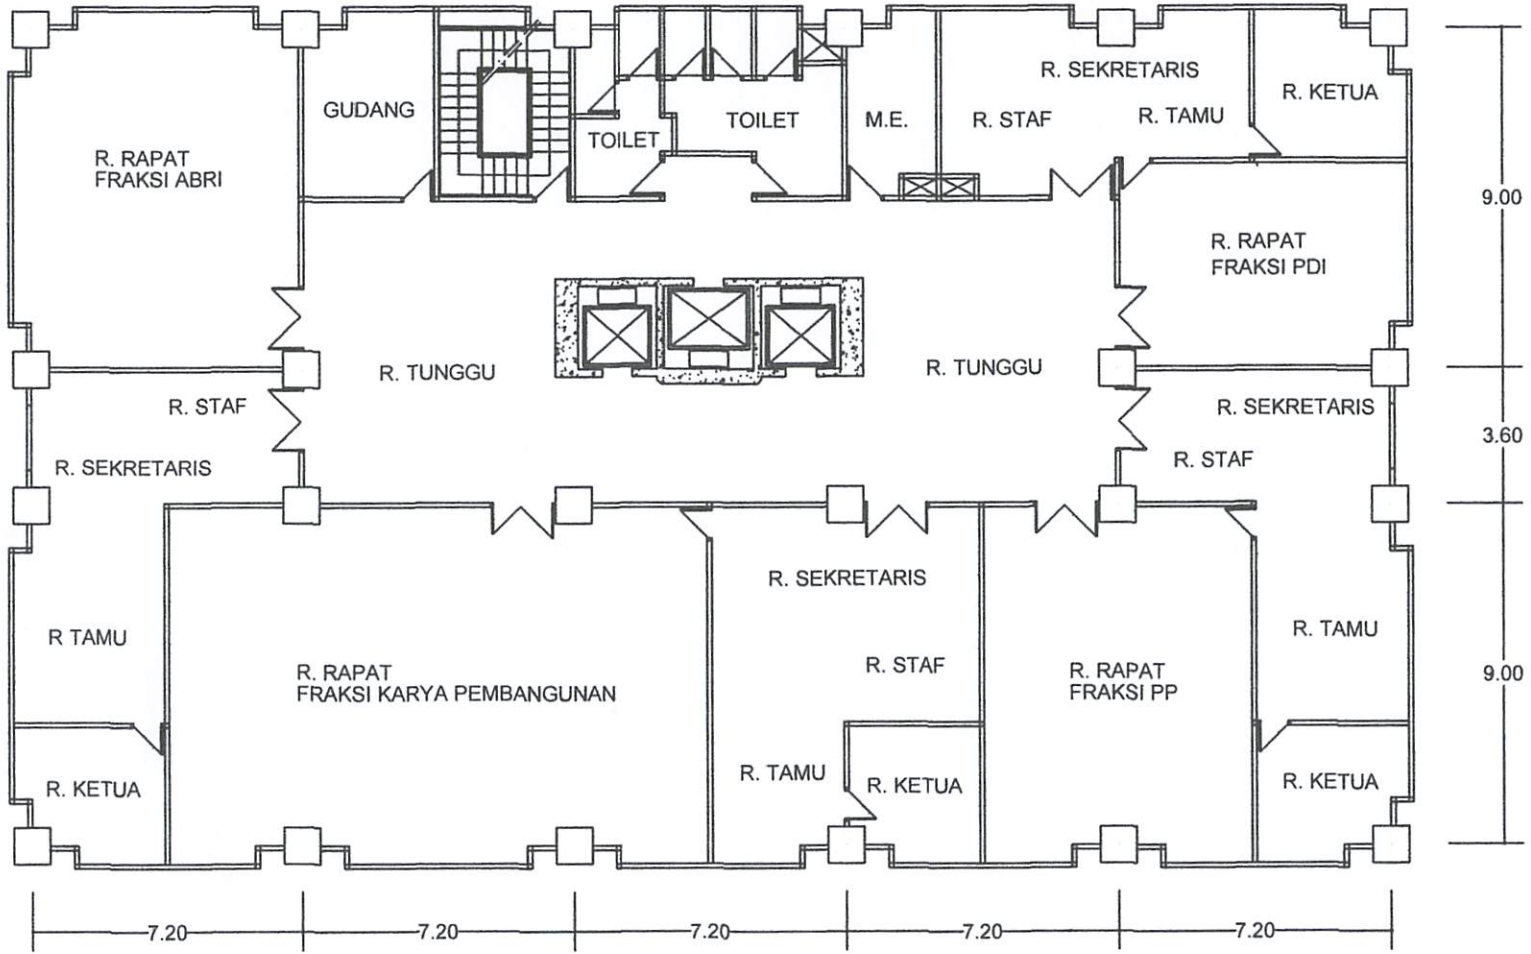 R. SEKRETARIS
R. KETUA
GUDANG
TOILET
TOILET
M.E.
R. STAF
R. TAMU
R. RAPAT
FRAKSI ABRI
9.00
R. RAPAT
FRAKSI PDI
R. TUNGGU
R. TUNGGU
R. STAF
R. SEKRETARIS
3.60
R. SEKRETARIS
R. STAF
R. SEKRETARIS
R TAMU
R. TAMU
R. STAF
R. RAPAT
FRAKSI KARYA PEMBANGUNAN
R. RAPAT
FRAKSI PP
9.00
R. TAMU
R. KETUA
R. KETUA
R. KETUA
7.20
7.20
7.20
7.20
7.20